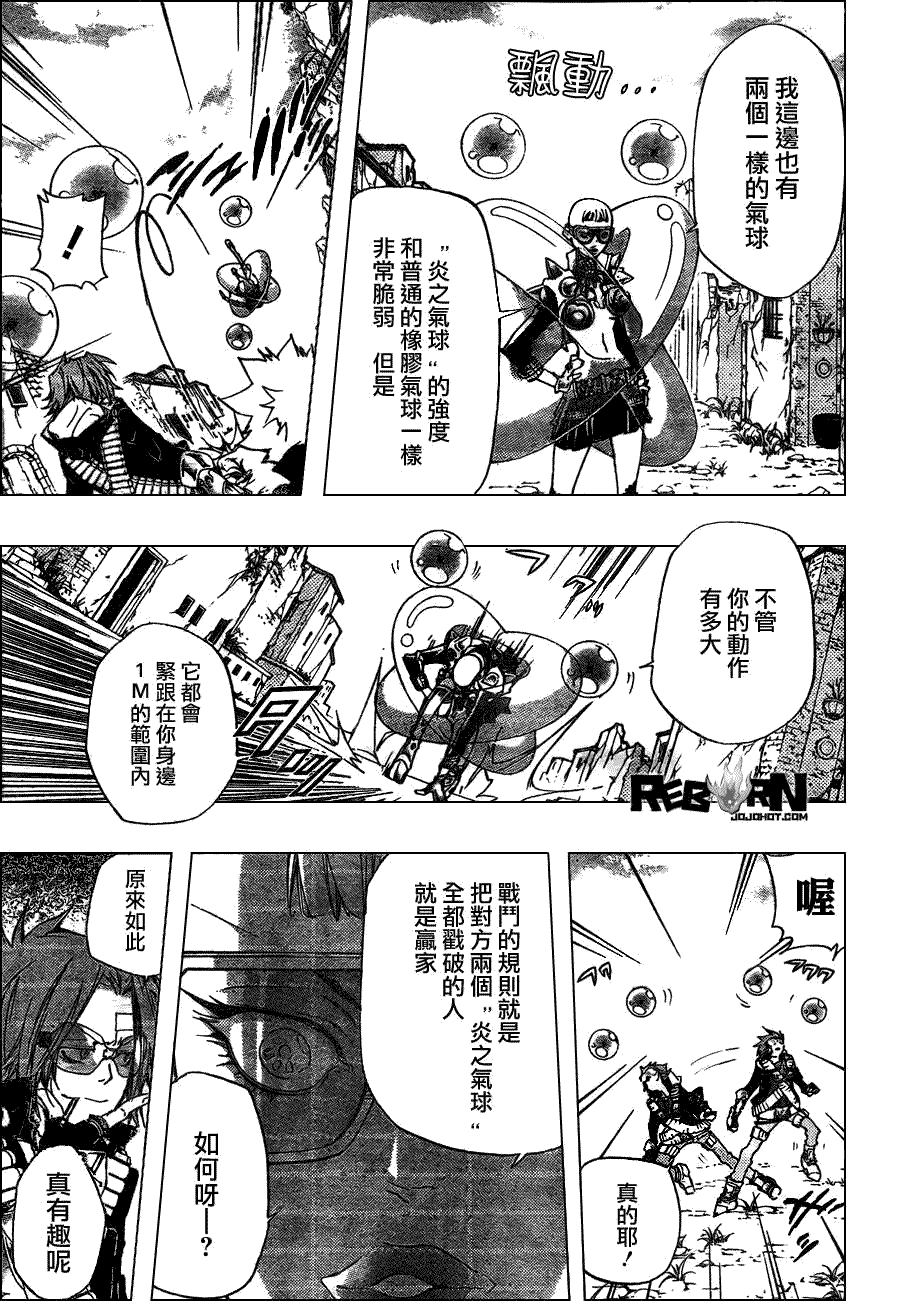 我這邊也有
兩個一樣的氣球
飄動...
”炎之氣球“的強度
和普通的橡膠氣球一樣
非常脆弱 但是
！
不管
你的動作
有多大
它都會
緊跟在你身邊
1M的範圍內
REBORN
JOJOHOT.COM
喔
真的耶！
戰鬥的規則就是
把對方兩個”炎之氣球“
全都戳破的人
就是贏家
如何呀—？
原來如此
真有趣呢